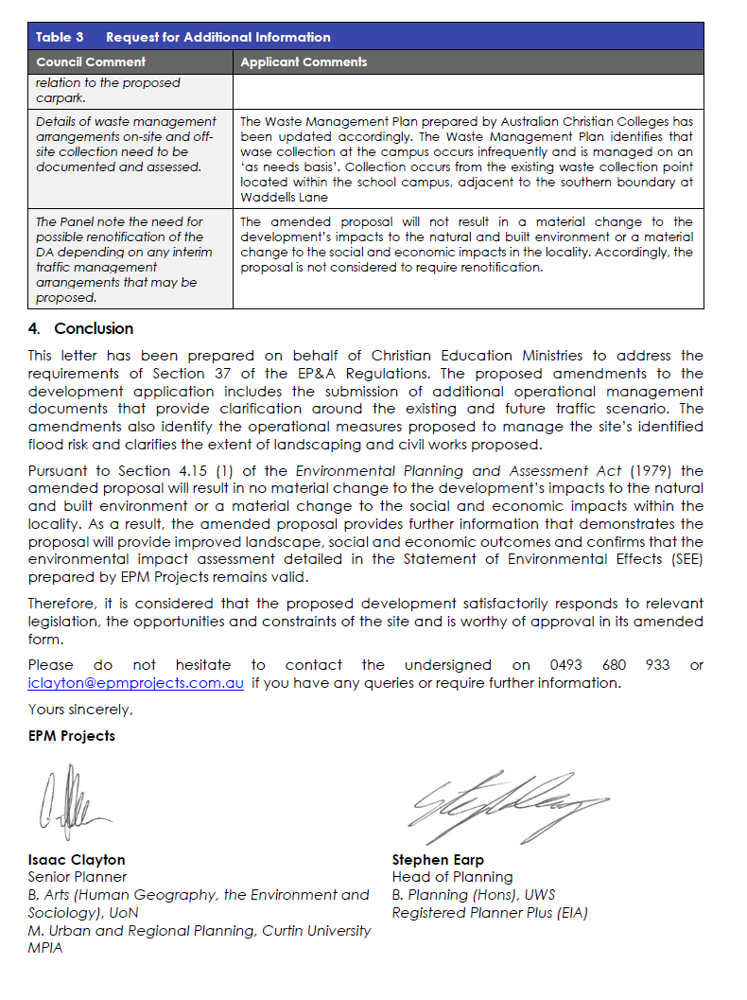 Table 3 Request for Additional Information
Council Comment Applicant Comments
relation to the proposed
carpark.
Details of waste management
arrangements on-site and off-
site collection need to be
documented and assessed.
The Waste Management Plan prepared by Australian Christian Colleges has
been updated accordingly. The Waste Management Plan identifies that
wase collection at the campus occurs infrequently and is managed on an
‘as needs basis’. Collection occurs from the existing waste collection point
located within the school campus, adjacent to the southern boundary at
Waddells Lane
The Panel note the need for
possible renotification of the
DA depending on any interim
traffic management
arrangements that may be
proposed.
The amended proposal will not result in a material change to the
development’s impacts to the natural and built environment or a material
change to the social and economic impacts in the locality. Accordingly, the
proposal is not considered to require renotification.
4. Conclusion
This letter has been prepared on behalf of Christian Education Ministries to address the
requirements of Section 37 of the EP&A Regulations. The proposed amendments to the
development application includes the submission of additional operational management
documents that provide clarification around the existing and future traffic scenario. The
amendments also identify the operational measures proposed to manage the site’s identified
flood risk and clarifies the extent of landscaping and civil works proposed.
Pursuant to Section 4.15 (1) of the Environmental Planning and Assessment Act (1979) the
amended proposal will result in no material change to the development’s impacts to the natural
and built environment or a material change to the social and economic impacts within the
locality. As a result, the amended proposal provides further information that demonstrates the
proposal will provide improved landscape, social and economic outcomes and confirms that the
environmental impact assessment detailed in the Statement of Environmental Effects (SEE)
prepared by EPM Projects remains valid.
Therefore, it is considered that the proposed development satisfactorily responds to relevant
legislation, the opportunities and constraints of the site and is worthy of approval in its amended
form.
Please do not hesitate to contact the undersigned on 0493 680 933 or
iclayton@epmprojects.com.au if you have any queries or require further information.
Yours sincerely,
EPM Projects
Isaac Clayton
Senior Planner
B. Arts (Human Geography, the Environment and
Sociology), UoN
M. Urban and Regional Planning, Curtin University
MPIA
Stephen Earp
Head of Planning
B. Planning (Hons), UWS
Registered Planner Plus (EIA)